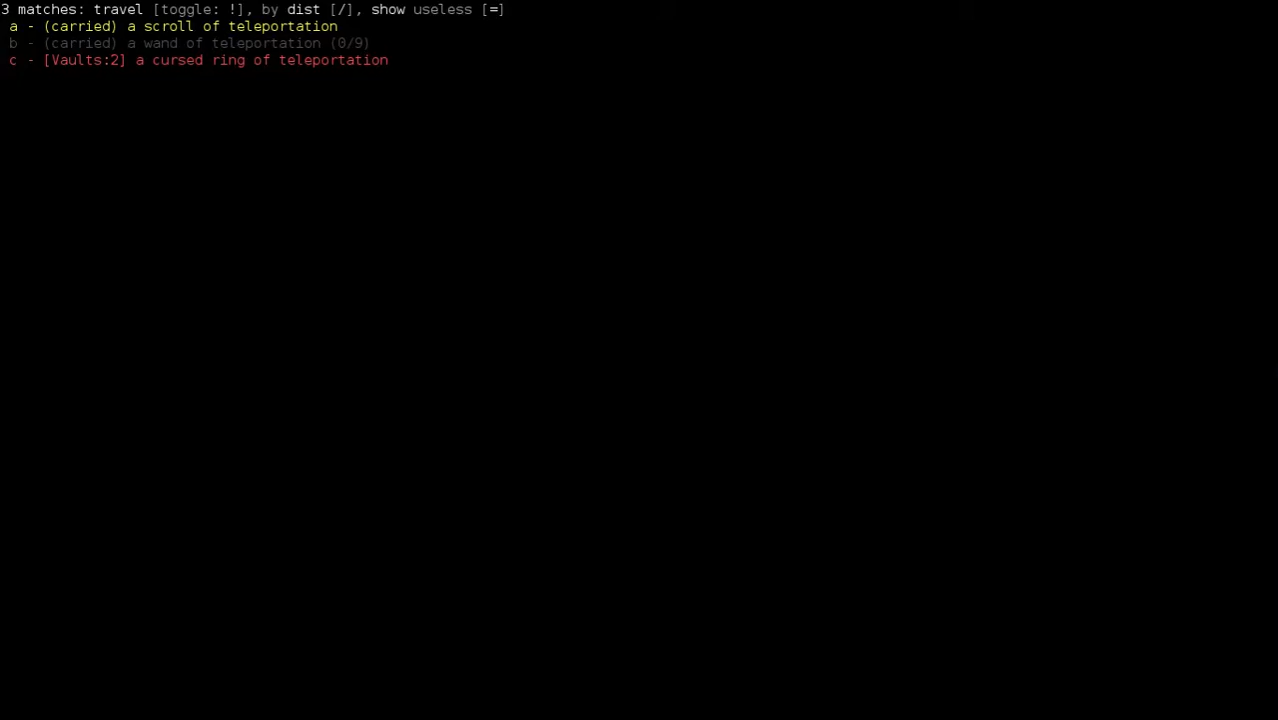 3 matches: travel [toggle: !], by dist [/], show useless [=]
a - (carried) a scroll of teleportation
b - (carried) a wand of teleportation (0/9)
c - [Vaults:2] a cursed ring of teleportation